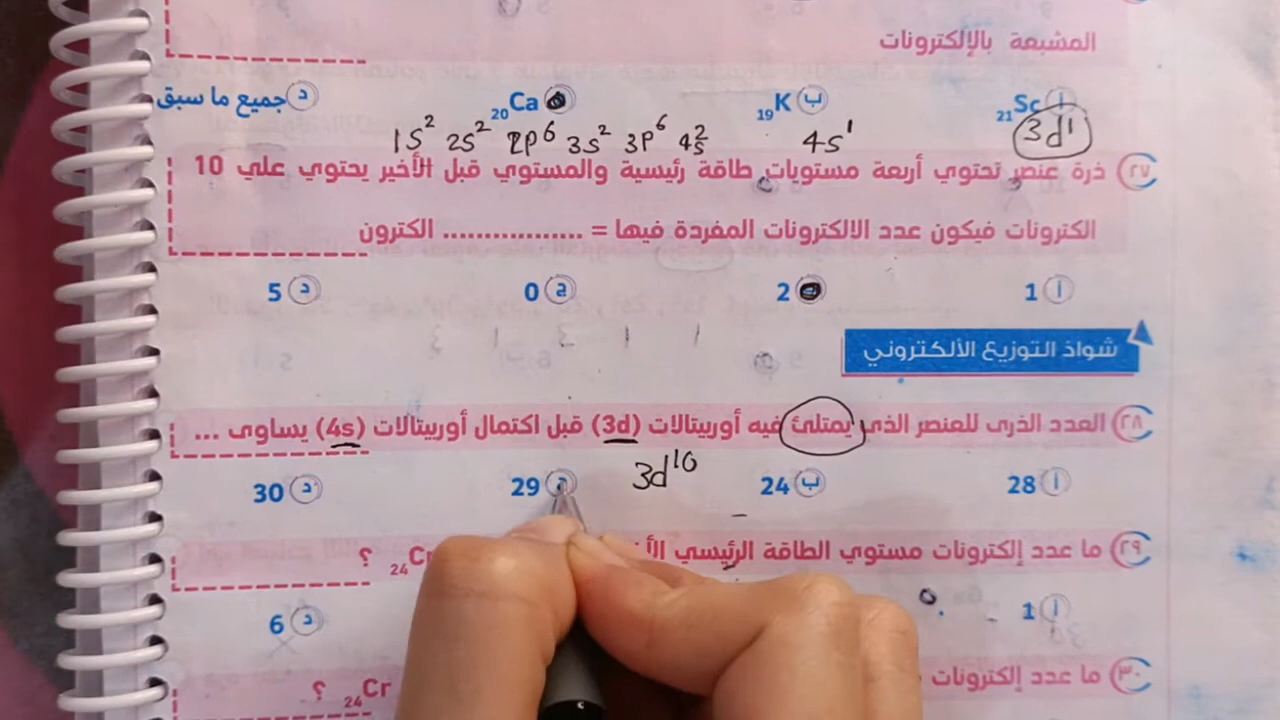 المشبعة بالإلكترونات
أ 21Sc ب 19K 20Ca د جميع ما سبق
1s² 2s² 2p⁶ 3s² 3p⁶ 4s² 4s¹ 3d¹
٢٧ ذرة عنصر تحتوي أربعة مستويات طاقة رئيسية والمستوي قبل الأخير يحتوي علي 10
الكترونات فيكون عدد الالكترونات المفردة فيها = ................. الكترون
أ 1 2 ج 0 د 5
شواذ التوزيع الألكتروني
٢٨ العدد الذرى للعنصر الذى يمتلئ فيه أوربيتالات (3d) قبل اكتمال أوربيتالات (4s) يساوى ...
3d¹⁰
أ 28 ب 24 ج 29 د 30
٢٩ ما عدد إلكترونات مستوي الطاقة الرئيسي 24Cr ؟
أ 1 د 6
٣٠ ما عدد إلكترونات 24Cr ؟